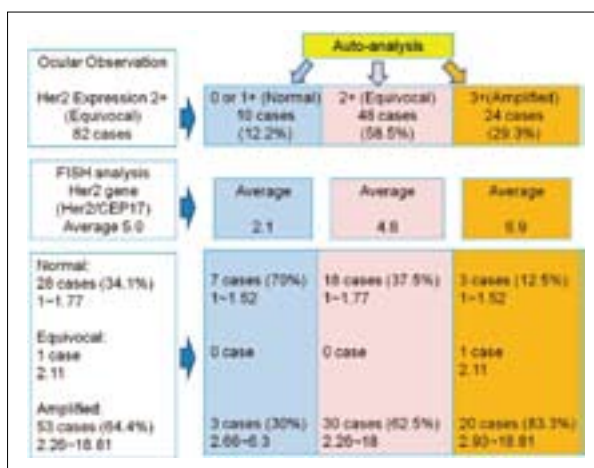 Auto-analysis
Ocular Observation
Her2 Expression 2+
(Equivocal)
82 cases
0 or 1+ (Normal)
10 cases
(12.2%)
2+ (Equivocal)
48 cases
(58.5%)
3+(Amplified)
24 cases
(29.3%)
FISH analysis
Her2 gene
(Her2/CEP17)
Average 5.0
Average
2.1
Average
Average
Normal:
28 cases (34.1%)
1~1.77
7 cases (70%)
1~1.52
18 cases (37.5%)
1~1.77
3 cases (12.5%)
1~1.52
Equivocal:
1 case
2.11
0 case
0 case
1 case
2.11
Amplified:
53 cases (64.4%)
2.26~18.81
3 cases (30%)
2.66~6.3
30 cases (62.5%)
2.26~18
20 cases (83.3%)
2.93~18.81